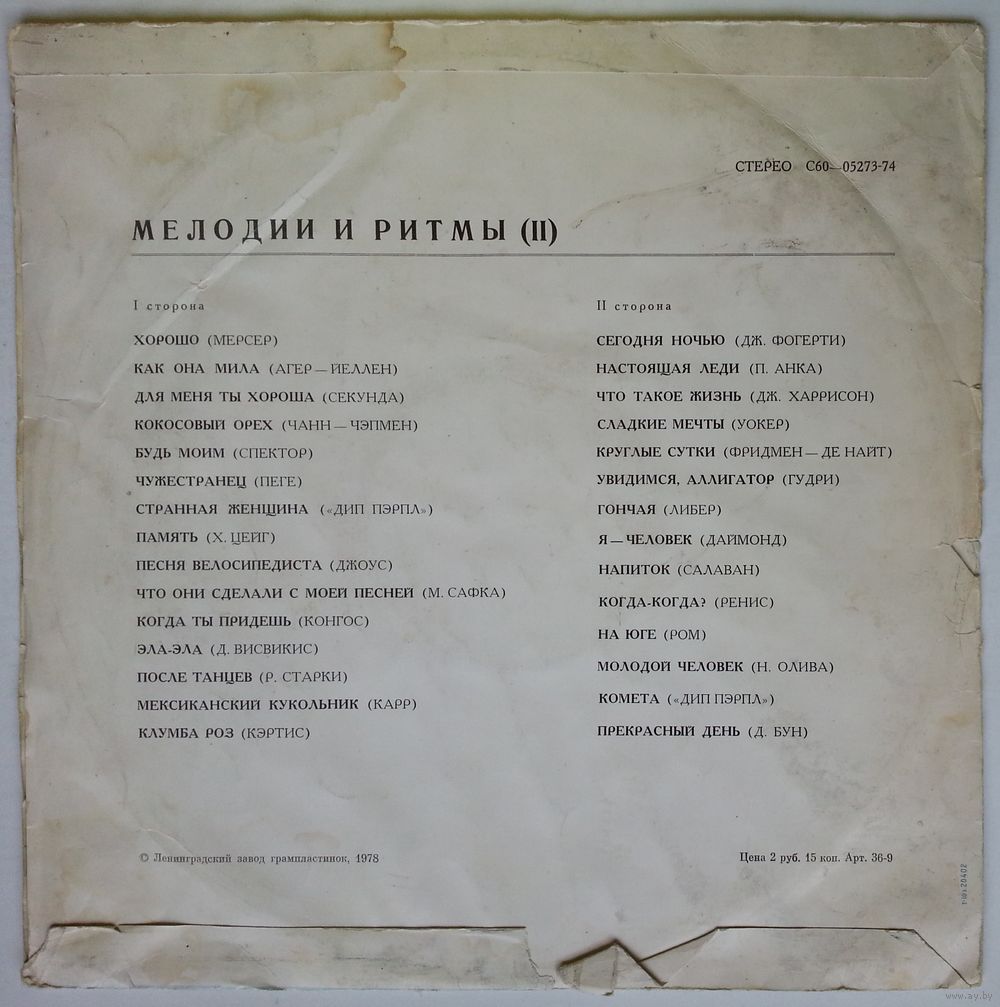 СТЕРЕО С60—05273-74
МЕЛОДИИ И РИТМЫ (II)
I сторона
ХОРОШО (МЕРСЕР)
КАК ОНА МИЛА (АГЕР — ЙЕЛЛЕН)
ДЛЯ МЕНЯ ТЫ ХОРОША (СЕКУНДА)
КОКОСОВЫЙ ОРЕХ (ЧАНН — ЧЭПМЕН)
БУДЬ МОИМ (СПЕКТОР)
ЧУЖЕСТРАНЕЦ (ПЕГЕ)
СТРАННАЯ ЖЕНЩИНА («ДИП ПЭРПЛ»)
ПАМЯТЬ (Х. ЦЕЙГ)
ПЕСНЯ ВЕЛОСИПЕДИСТА (ДЖОУС)
ЧТО ОНИ СДЕЛАЛИ С МОЕЙ ПЕСНЕЙ (М. САФКА)
КОГДА ТЫ ПРИДЕШЬ (КОНГОС)
ЭЛА-ЭЛА (Д. ВИСВИКИС)
ПОСЛЕ ТАНЦЕВ (Р. СТАРКИ)
МЕКСИКАНСКИЙ КУКОЛЬНИК (КАРР)
КЛУМБА РОЗ (КЭРТИС)
II сторона
СЕГОДНЯ НОЧЬЮ (ДЖ. ФОГЕРТИ)
НАСТОЯЩАЯ ЛЕДИ (П. АНКА)
ЧТО ТАКОЕ ЖИЗНЬ (ДЖ. ХАРРИСОН)
СЛАДКИЕ МЕЧТЫ (УОКЕР)
КРУГЛЫЕ СУТКИ (ФРИДМЕН — ДЕ НАЙТ)
УВИДИМСЯ, АЛЛИГАТОР (ГУДРИ)
ГОНЧАЯ (ЛИБЕР)
Я — ЧЕЛОВЕК (ДАЙМОНД)
НАПИТОК (САЛАВАН)
КОГДА-КОГДА? (РЕНИС)
НА ЮГЕ (РОМ)
МОЛОДОЙ ЧЕЛОВЕК (Н. ОЛИВА)
КОМЕТА («ДИП ПЭРПЛ»)
ПРЕКРАСНЫЙ ДЕНЬ (Д. БУН)
© Ленинградский завод грампластинок, 1978
Цена 2 руб. 15 коп. Арт. 36-9
20402
www.ay.by